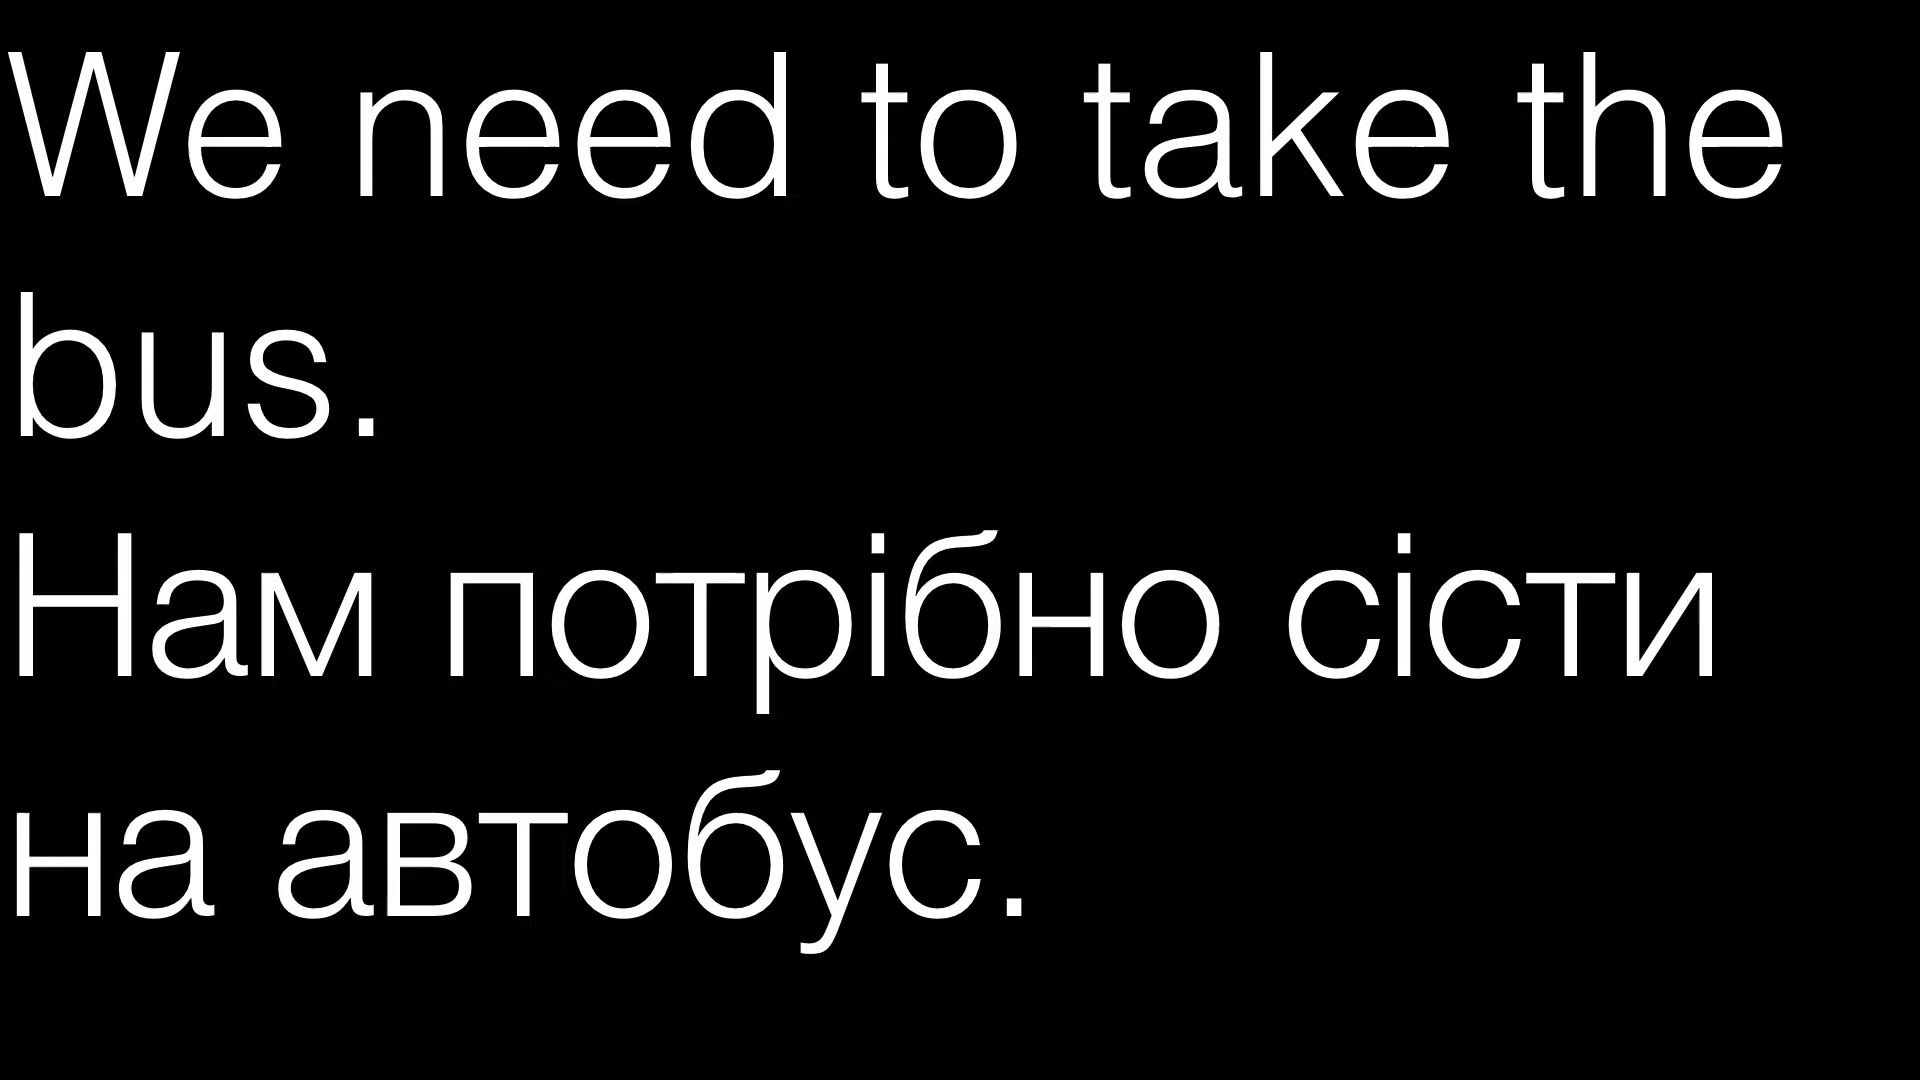 We need to take the
bus.
Нам потрібно сісти
на автобус.